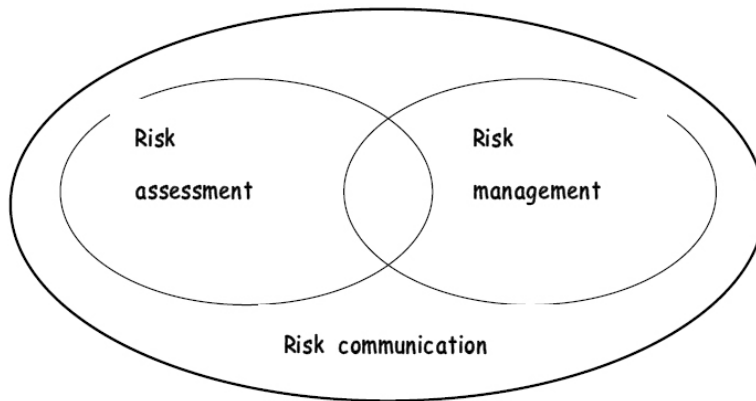 Risk
assessment
Risk
management
Risk communication